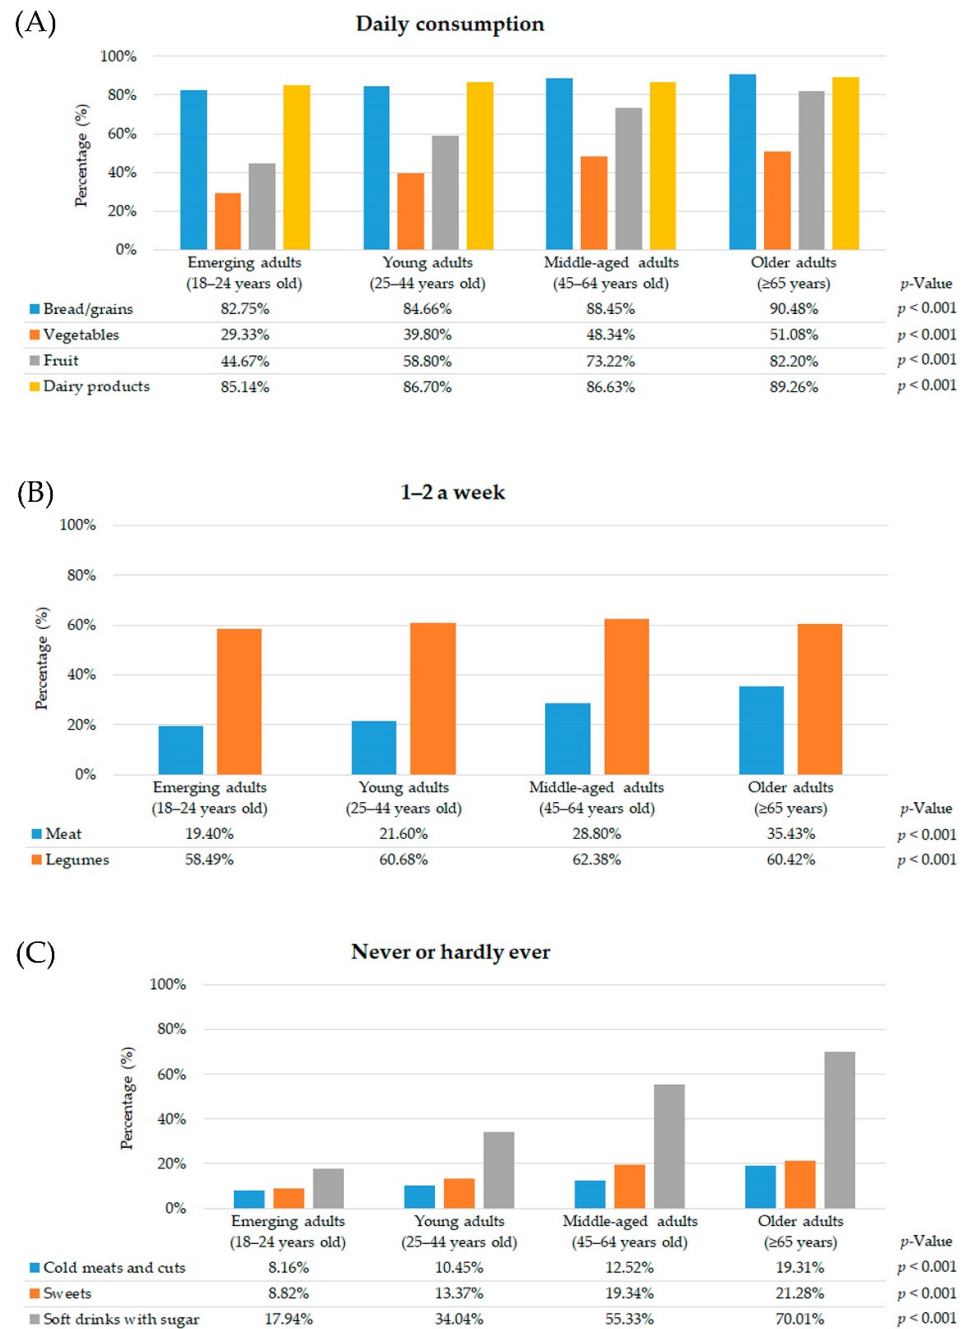 (A)
Daily consumption
100%
80%
60%
40%
20%
0%
Percentage (%)
Emerging adults Young adults Middle-aged adults Older adults
(18–24 years old) (25–44 years old) (45–64 years old) (≥65 years) p-Value
Bread/grains 82.75% 84.66% 88.45% 90.48% p < 0.001
Vegetables 29.33% 39.80% 48.34% 51.08% p < 0.001
Fruit 44.67% 58.80% 73.22% 82.20% p < 0.001
Dairy products 85.14% 86.70% 86.63% 89.26% p < 0.001
(B)
1–2 a week
100%
80%
60%
40%
20%
0%
Percentage (%)
Emerging adults Young adults Middle-aged adults Older adults
(18–24 years old) (25–44 years old) (45–64 years old) (≥65 years) p-Value
Meat 19.40% 21.60% 28.80% 35.43% p < 0.001
Legumes 58.49% 60.68% 62.38% 60.42% p < 0.001
(C)
Never or hardly ever
100%
80%
60%
40%
20%
0%
Percentage (%)
Emerging adults Young adults Middle-aged adults Older adults
(18–24 years old) (25–44 years old) (45–64 years old) (≥65 years) p-Value
Cold meats and cuts 8.16% 10.45% 12.52% 19.31% p < 0.001
Sweets 8.82% 13.37% 19.34% 21.28% p < 0.001
Soft drinks with sugar 17.94% 34.04% 55.33% 70.01% p < 0.001